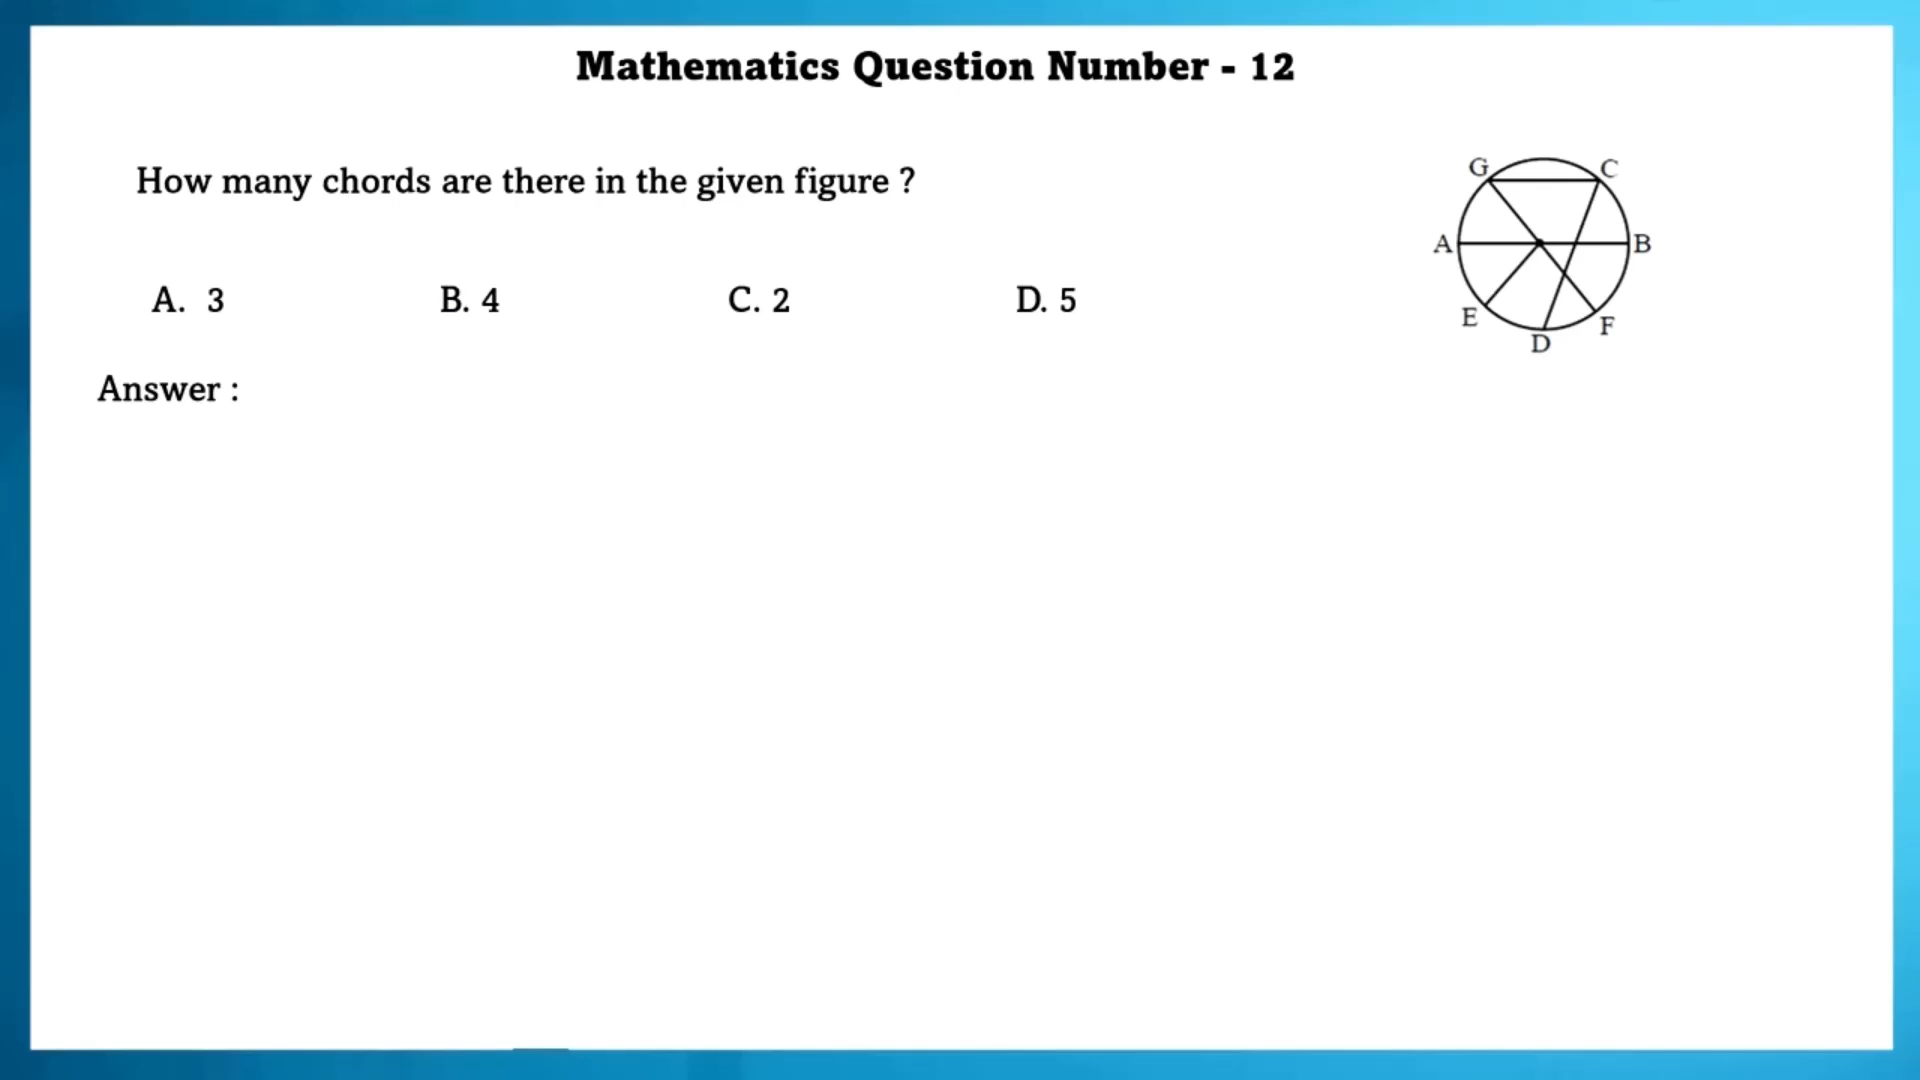 Mathematics Question Number - 12
How many chords are there in the given figure ?
A. 3 B. 4 C. 2 D. 5
Answer :
G C
A B
E F
D